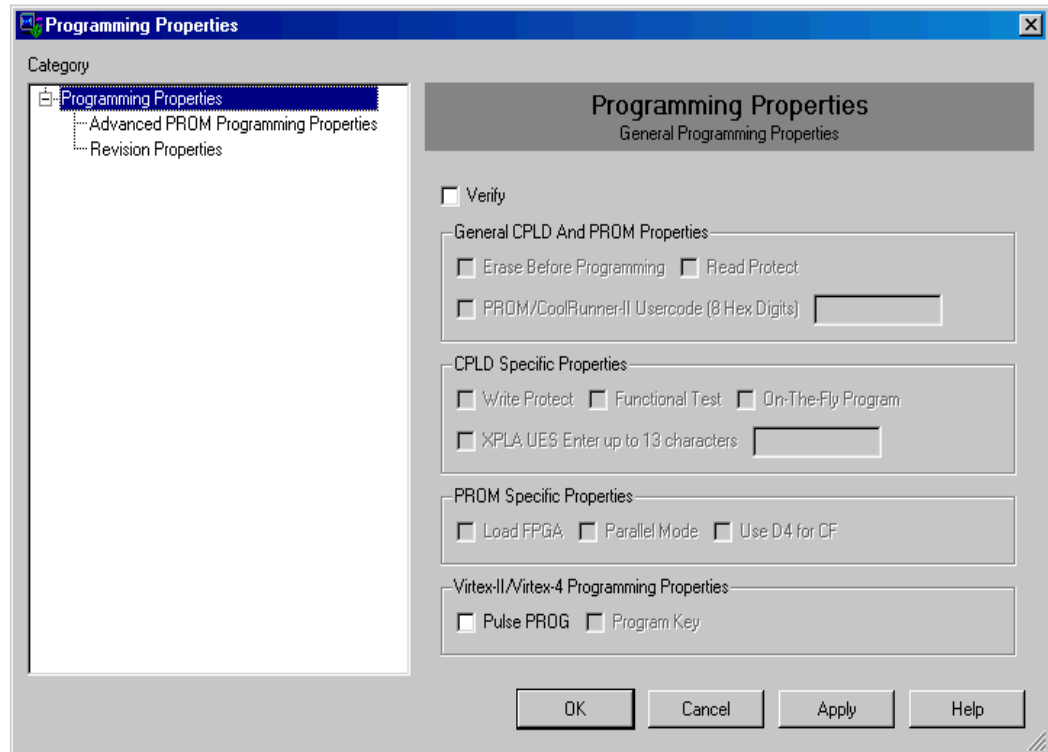 Programming Properties
Category
Programming Properties
Advanced PROM Programming Properties
Revision Properties
Programming Properties
General Programming Properties
Verify
General CPLD And PROM Properties
Erase Before Programming Read Protect
PROM/CoolRunner-II Usercode (8 Hex Digits)
CPLD Specific Properties
Write Protect Functional Test On-The-Fly Program
XPLA UES Enter up to 13 characters
PROM Specific Properties
Load FPGA Parallel Mode Use D4 for CF
Virtex-II/Virtex-4 Programming Properties
Pulse PROG Program Key
OK Cancel Apply Help